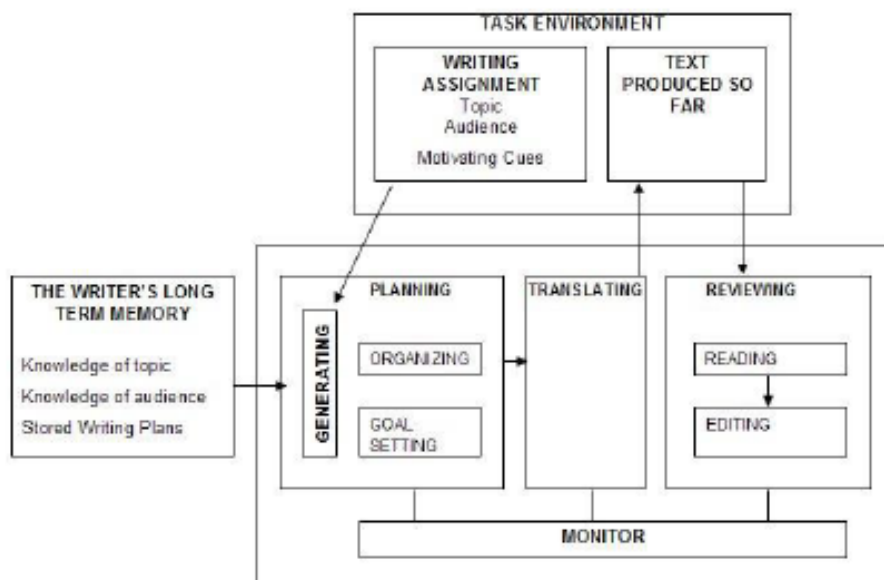 TASK ENVIRONMENT
WRITING
ASSIGNMENT
Topic
Audience
Motivating Cues
TEXT
PRODUCED SO
FAR
THE WRITER'S LONG
TERM MEMORY
Knowledge of topic
Knowledge of audience
Stored Writing Plans
PLANNING
GENERATING
ORGANIZING
GOAL
SETTING
TRANSLATING
REVIEWING
READING
EDITING
MONITOR